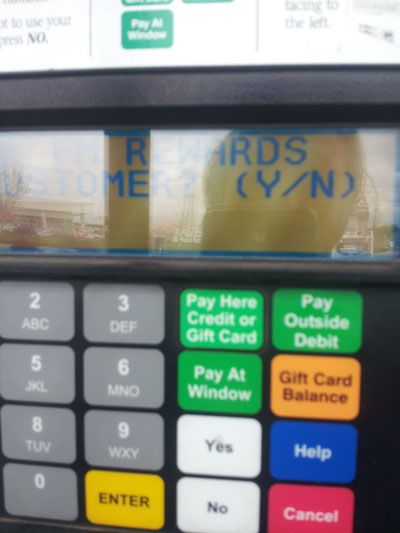 facing to
the left.
ot to use your
press NO.
Pay At
Window
REWARDS
USTOMER? (Y/N)
2
ABC
3
DEF
Pay Here
Credit or
Gift Card
Pay
Outside
Debit
5
JKL
6
MNO
Pay At
Window
Gift Card
Balance
8
TUV
9
WXY
Yes
Help
0
ENTER
No
Cancel